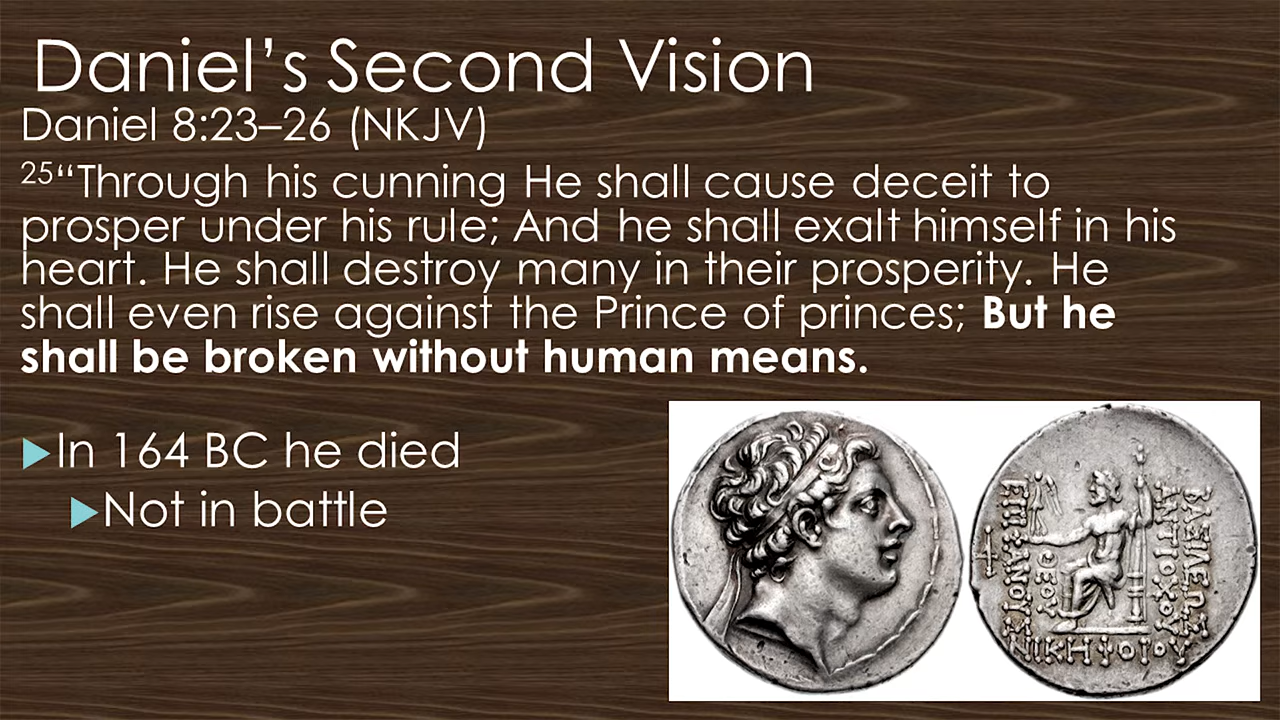 Daniel’s Second Vision
Daniel 8:23–26 (NKJV)
25“Through his cunning He shall cause deceit to
prosper under his rule; And he shall exalt himself in his
heart. He shall destroy many in their prosperity. He
shall even rise against the Prince of princes; But he
shall be broken without human means.
In 164 BC he died
Not in battle
ΒΑΣΙΛΕΩΣ
ΑΝΤΙΟΧΟΥ
ΘΕΟΥ
ΕΠΙΦΑΝΟΥΣ
ΝΙΚΗΦΟΡΟΥ